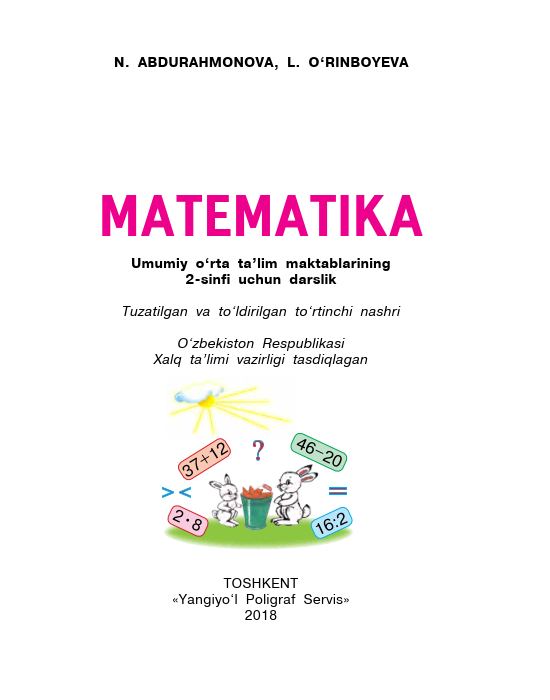 N. ABDURAHMONOVA, L. O‘RINBOYEVA
MATEMATIKA
Umumiy o‘rta ta’lim maktablarining
2-sinfi uchun darslik
Tuzatilgan va to‘ldirilgan to‘rtinchi nashri
O‘zbekiston Respublikasi
Xalq ta’limi vazirligi tasdiqlagan
37+12
?
46–20
> <
=
2 · 8
16:2
TOSHKENT
«Yangiyo‘l Poligraf Servis»
2018